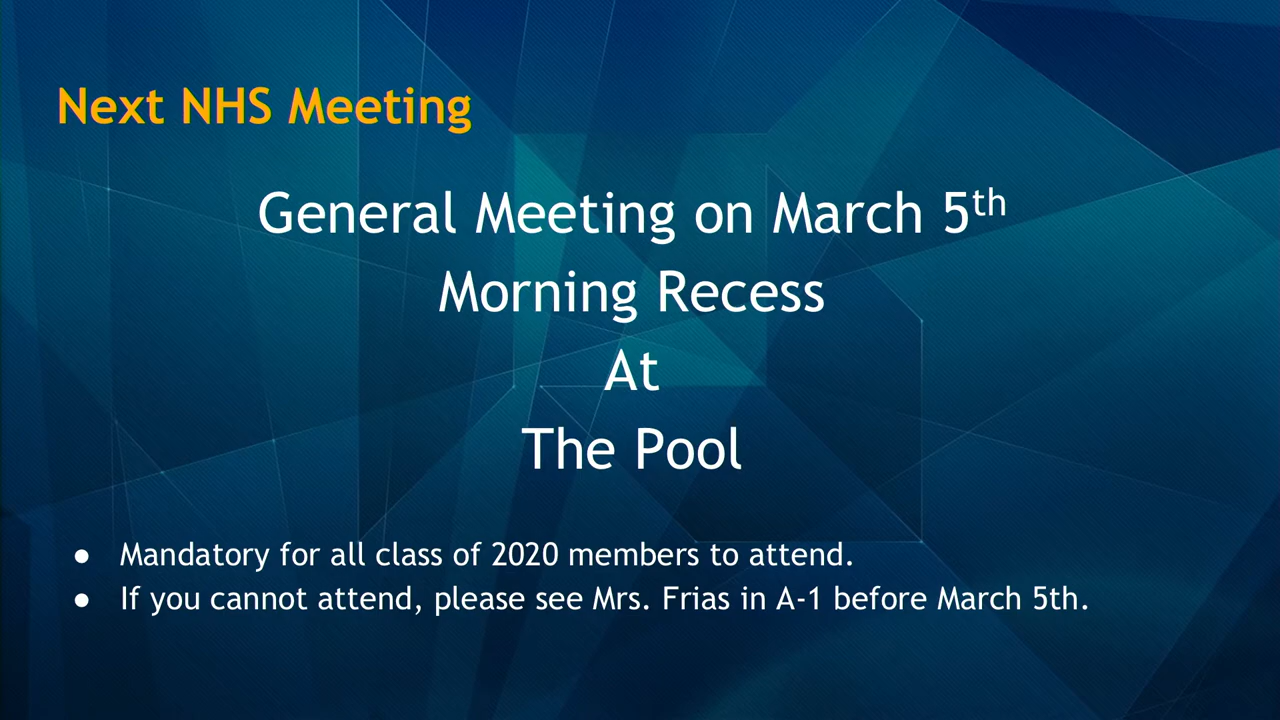 Next NHS Meeting
General Meeting on March 5th
Morning Recess
At
The Pool
● Mandatory for all class of 2020 members to attend.
● If you cannot attend, please see Mrs. Frias in A-1 before March 5th.